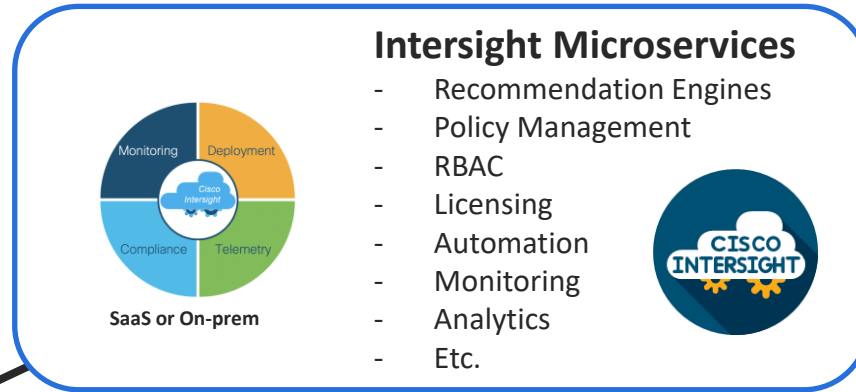 Intersight Microservices
- Recommendation Engines
- Policy Management
- RBAC
- Licensing
- Automation
- Monitoring
- Analytics
- Etc.
Monitoring
Deployment
Cisco
Intersight
Compliance
Telemetry
SaaS or On-prem
CISCO
INTERSIGHT